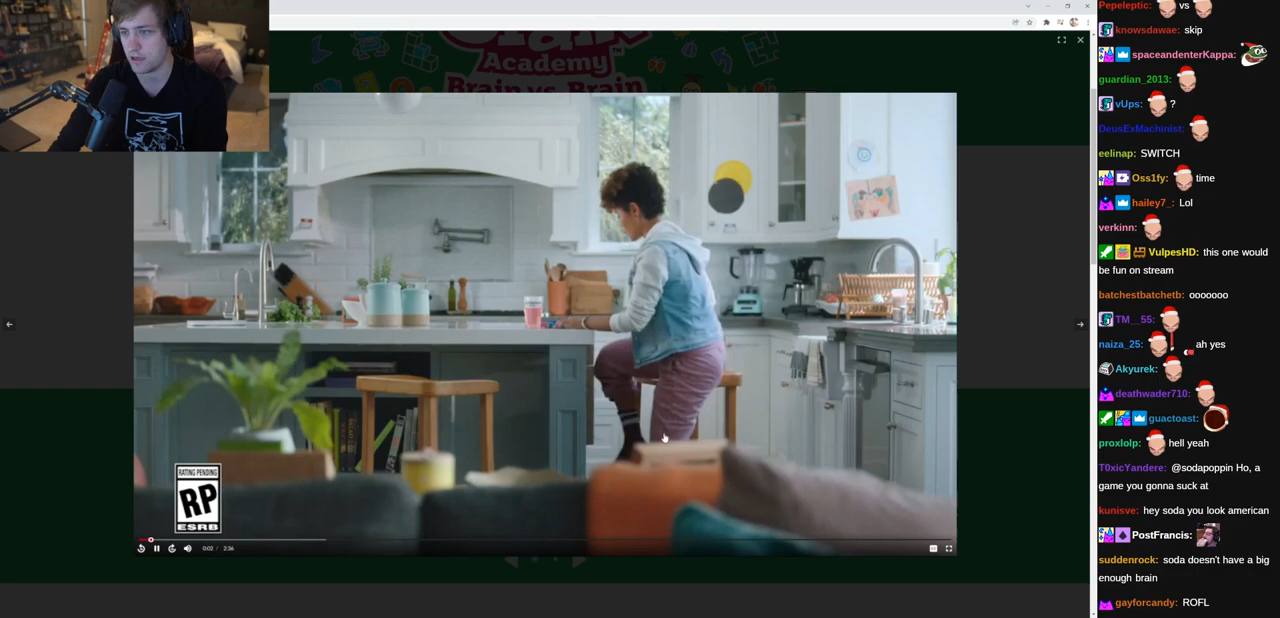 Academy™
Brain vs. Brain
RATING PENDING
RP
ESRB
0:02 / 2:36
Pepeleptic: vs
knowsdawae: skip
spaceandenterKappa:
guardian_2013:
vUps: ?
DeusExMachinist:
eelinap: SWITCH
Oss1fy: time
hailey7_: Lol
verkinn:
VulpesHD: this one would
be fun on stream
batchestbatchetb: ooooooo
TM__55:
naiza_25: ah yes
Akyurek:
deathwader710:
guactoast:
proxlolp: hell yeah
T0xicYandere: @sodapoppin Ho, a
game you gonna suck at
kunisve: hey soda you look american
PostFrancis:
suddenrock: soda doesn't have a big
enough brain
gayforcandy: ROFL